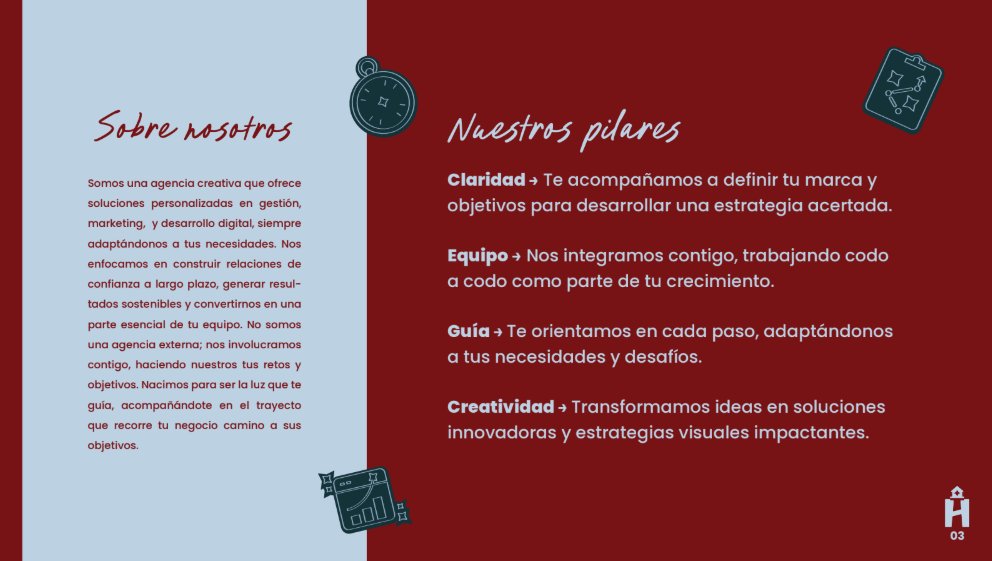 Sobre nosotros
Somos una agencia creativa que ofrece
soluciones personalizadas en gestión,
marketing, y desarrollo digital, siempre
adaptándonos a tus necesidades. Nos
enfocamos en construir relaciones de
confianza a largo plazo, generar resul-
tados sostenibles y convertirnos en una
parte esencial de tu equipo. No somos
una agencia externa; nos involucramos
contigo, haciendo nuestros tus retos y
objetivos. Nacimos para ser la luz que te
guía, acompañándote en el trayecto
que recorre tu negocio camino a sus
objetivos.
Nuestros pilares
Claridad → Te acompañamos a definir tu marca y
objetivos para desarrollar una estrategia acertada.
Equipo → Nos integramos contigo, trabajando codo
a codo como parte de tu crecimiento.
Guía → Te orientamos en cada paso, adaptándonos
a tus necesidades y desafíos.
Creatividad → Transformamos ideas en soluciones
innovadoras y estrategias visuales impactantes.
H
03